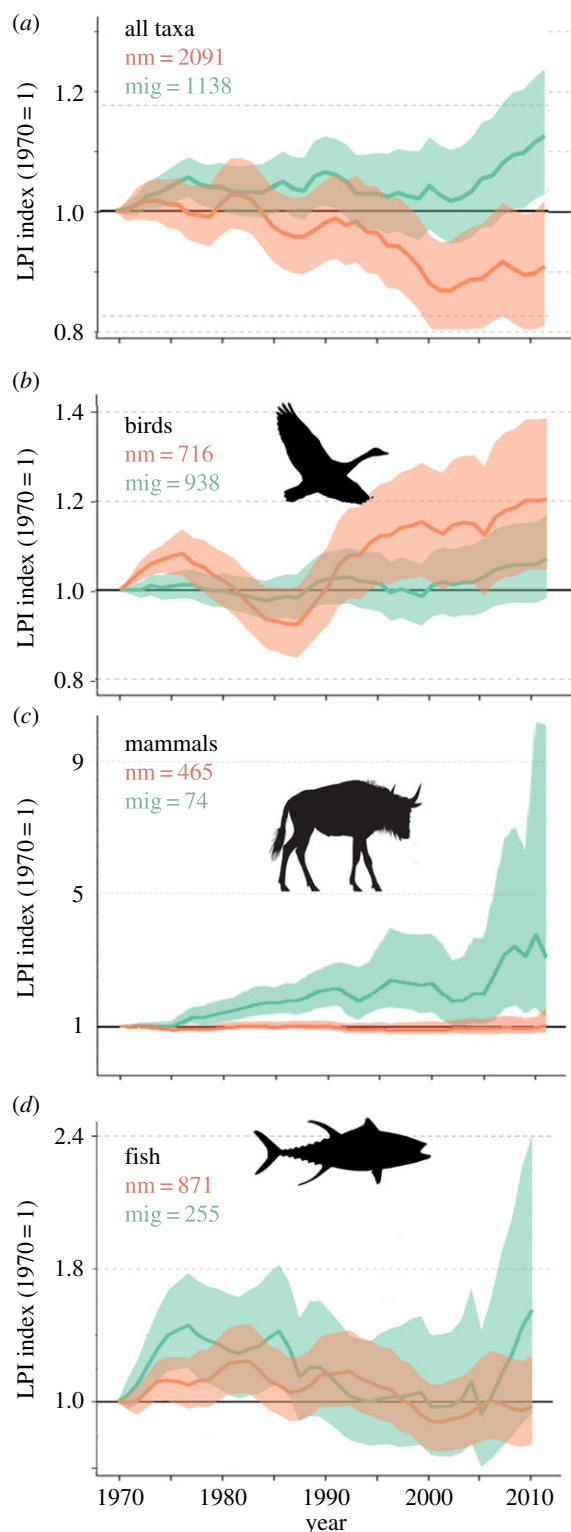 (a)
all taxa
nm = 2091
mig = 1138
1.2
1.0
0.8
LPI index (1970 = 1)
(b)
birds
nm = 716
mig = 938
1.4
1.2
1.0
0.8
LPI index (1970 = 1)
(c)
mammals
nm = 465
mig = 74
9
5
1
LPI index (1970 = 1)
(d)
fish
nm = 871
mig = 255
2.4
1.8
1.0
LPI index (1970 = 1)
1970 1980 1990 2000 2010
year